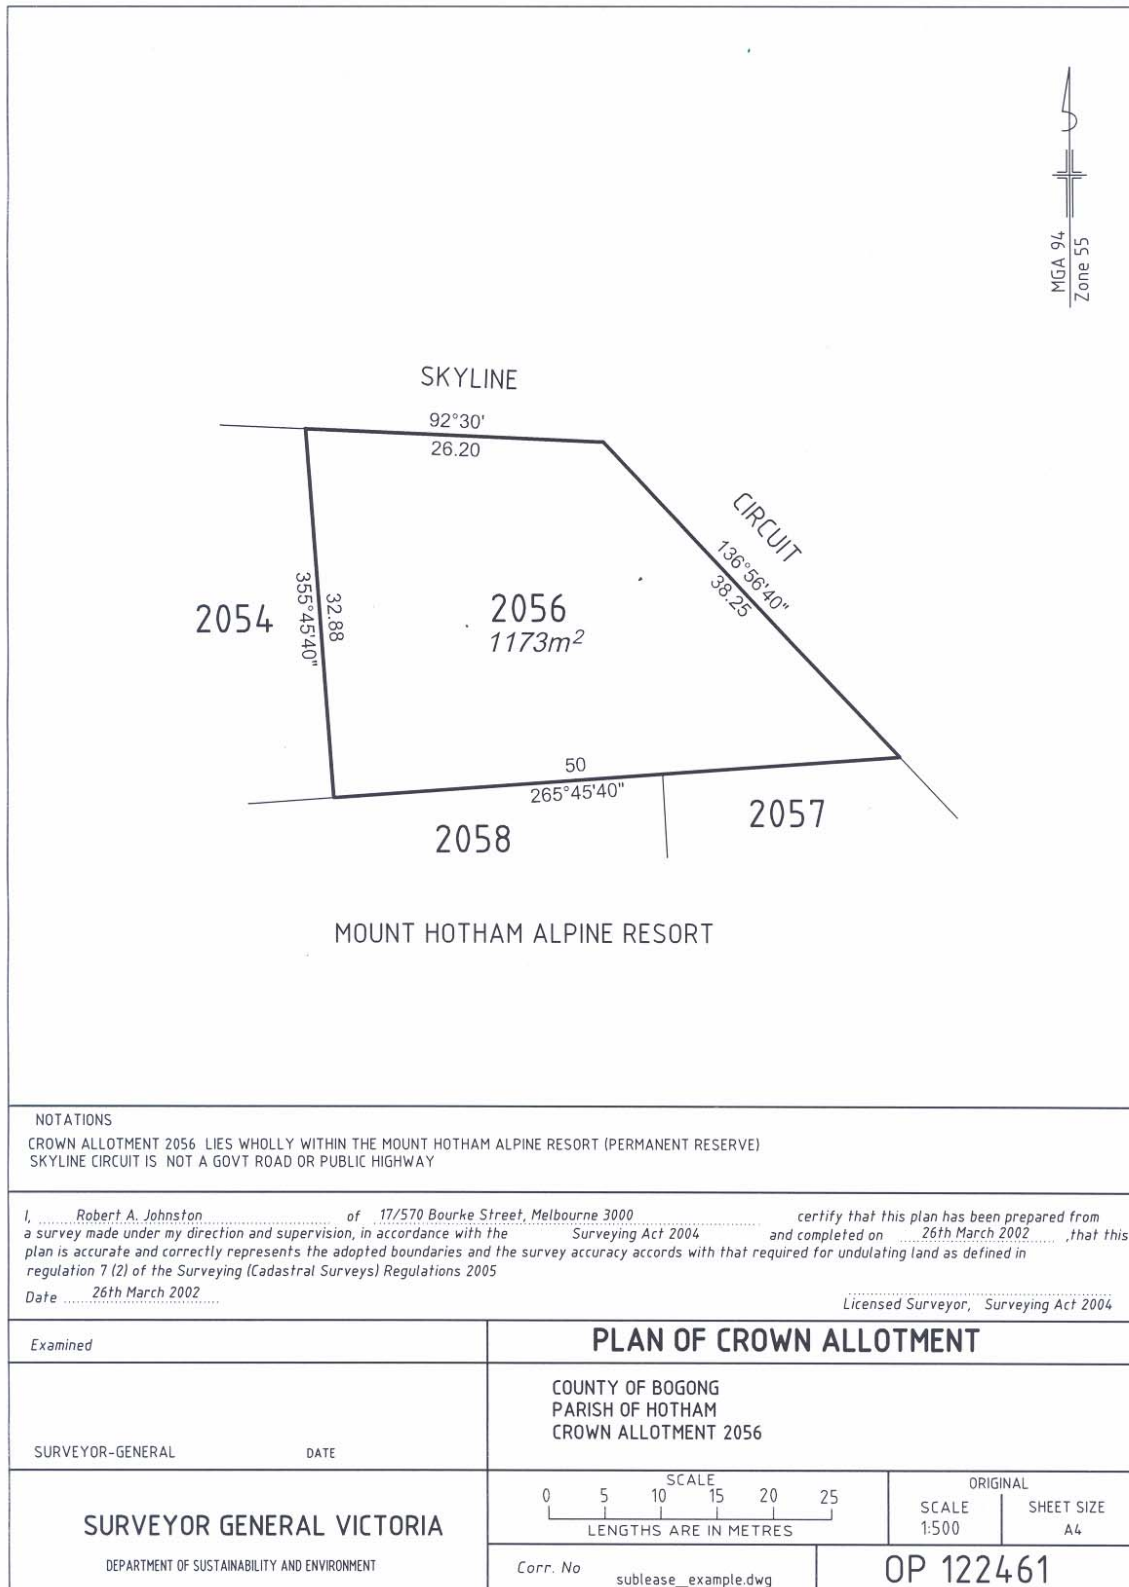 MGA 94
Zone 55
SKYLINE
92°30'
26.20
CIRCUIT
136°56'40"
38.25
2054
355°45'40"
32.88
2056
1173m²
50
265°45'40"
2058
2057
MOUNT HOTHAM ALPINE RESORT
NOTATIONS
CROWN ALLOTMENT 2056 LIES WHOLLY WITHIN THE MOUNT HOTHAM ALPINE RESORT (PERMANENT RESERVE)
SKYLINE CIRCUIT IS NOT A GOVT ROAD OR PUBLIC HIGHWAY
I, Robert A. Johnston of 17/570 Bourke Street, Melbourne 3000 certify that this plan has been prepared from
a survey made under my direction and supervision, in accordance with the Surveying Act 2004 and completed on 26th March 2002 ,that this
plan is accurate and correctly represents the adopted boundaries and the survey accuracy accords with that required for undulating land as defined in
regulation 7 (2) of the Surveying (Cadastral Surveys) Regulations 2005
Date 26th March 2002
Licensed Surveyor, Surveying Act 2004
Examined
PLAN OF CROWN ALLOTMENT
COUNTY OF BOGONG
PARISH OF HOTHAM
CROWN ALLOTMENT 2056
SURVEYOR-GENERAL DATE
SURVEYOR GENERAL VICTORIA
DEPARTMENT OF SUSTAINABILITY AND ENVIRONMENT
SCALE
0 5 10 15 20 25
LENGTHS ARE IN METRES
ORIGINAL
SCALE
1:500
SHEET SIZE
A4
Corr. No sublease_example.dwg
OP 122461